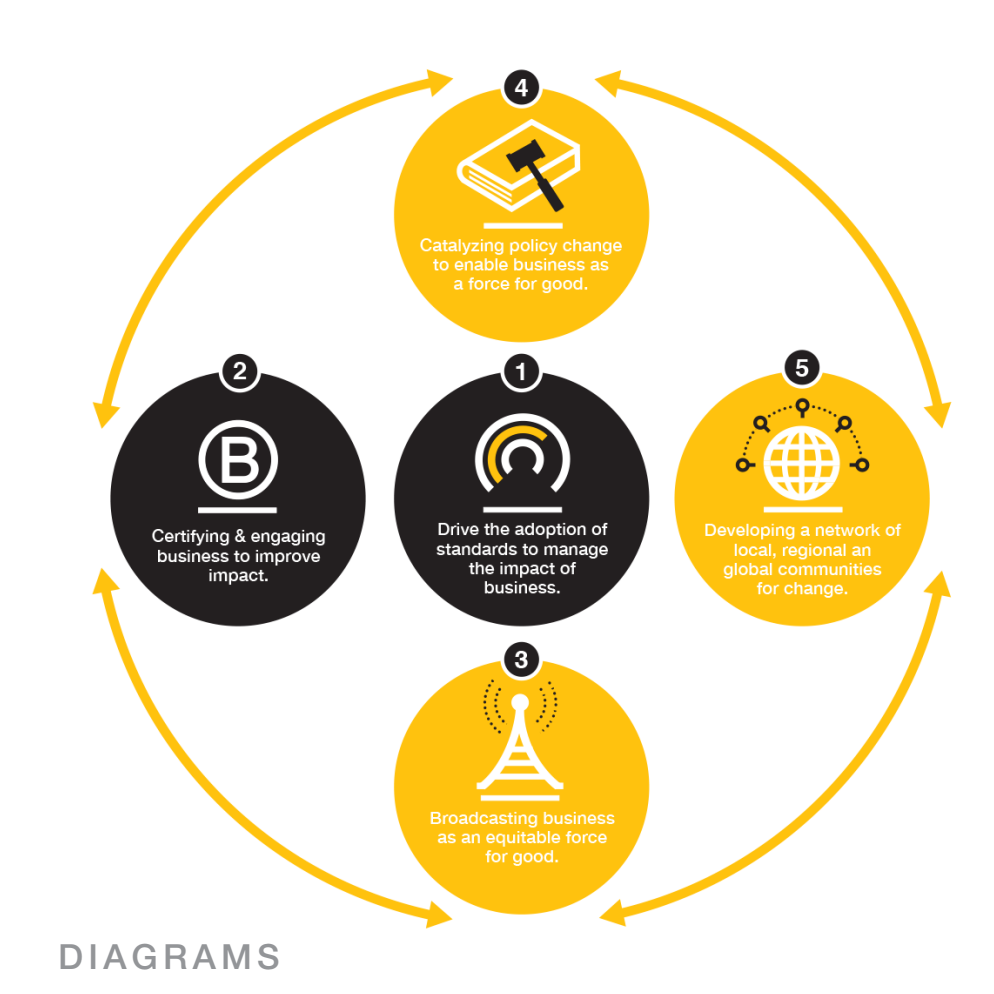 4
Catalyzing policy change
to enable business as
a force for good.
2
B
Certifying & engaging
business to improve
impact.
1
Drive the adoption of
standards to manage
the impact of
business.
5
Developing a network of
local, regional an
global communities
for change.
3
Broadcasting business
as an equitable force
for good.
DIAGRAMS